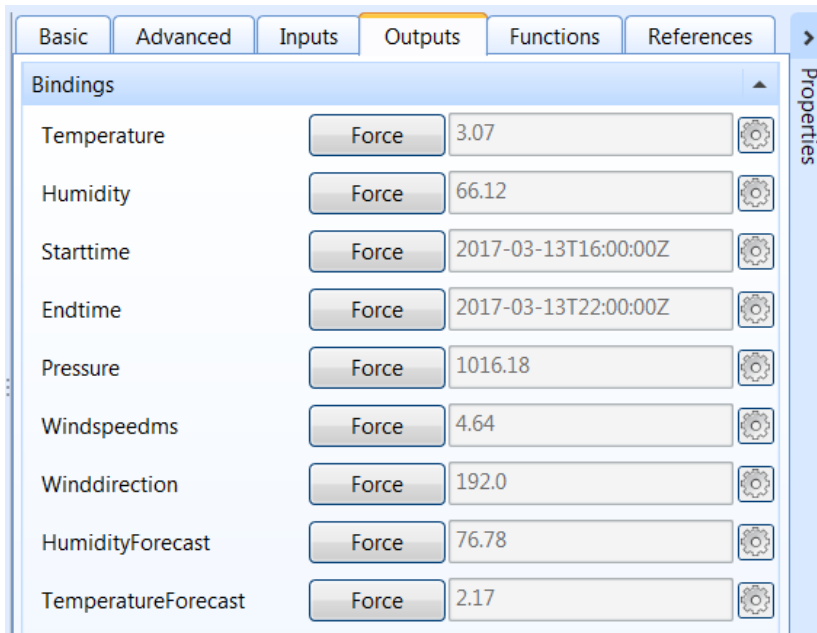 Basic Advanced Inputs Outputs Functions References
Properties
Bindings
Temperature Force 3.07
Humidity Force 66.12
Starttime Force 2017-03-13T16:00:00Z
Endtime Force 2017-03-13T22:00:00Z
Pressure Force 1016.18
Windspeedms Force 4.64
Winddirection Force 192.0
HumidityForecast Force 76.78
TemperatureForecast Force 2.17